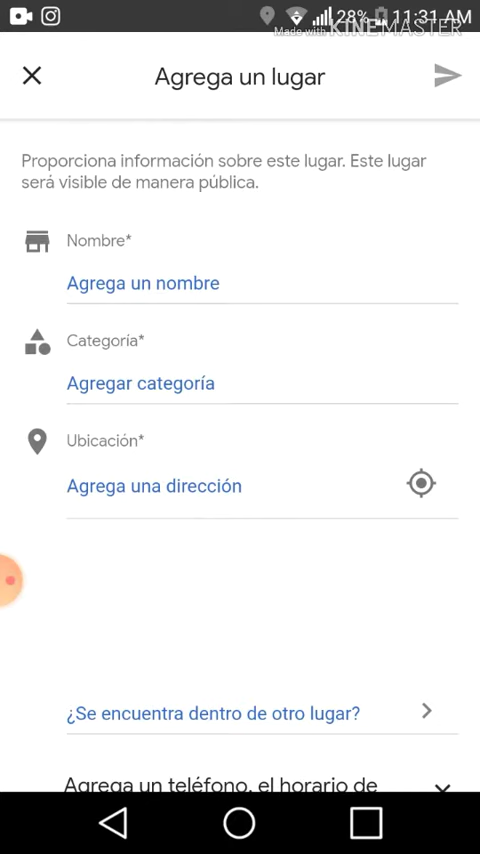 28% 11:31 AM
Made with KINEMASTER
Agrega un lugar
Proporciona información sobre este lugar. Este lugar
será visible de manera pública.
Nombre*
Agrega un nombre
Categoría*
Agregar categoría
Ubicación*
Agrega una dirección
¿Se encuentra dentro de otro lugar?
Agrega un teléfono, el horario de